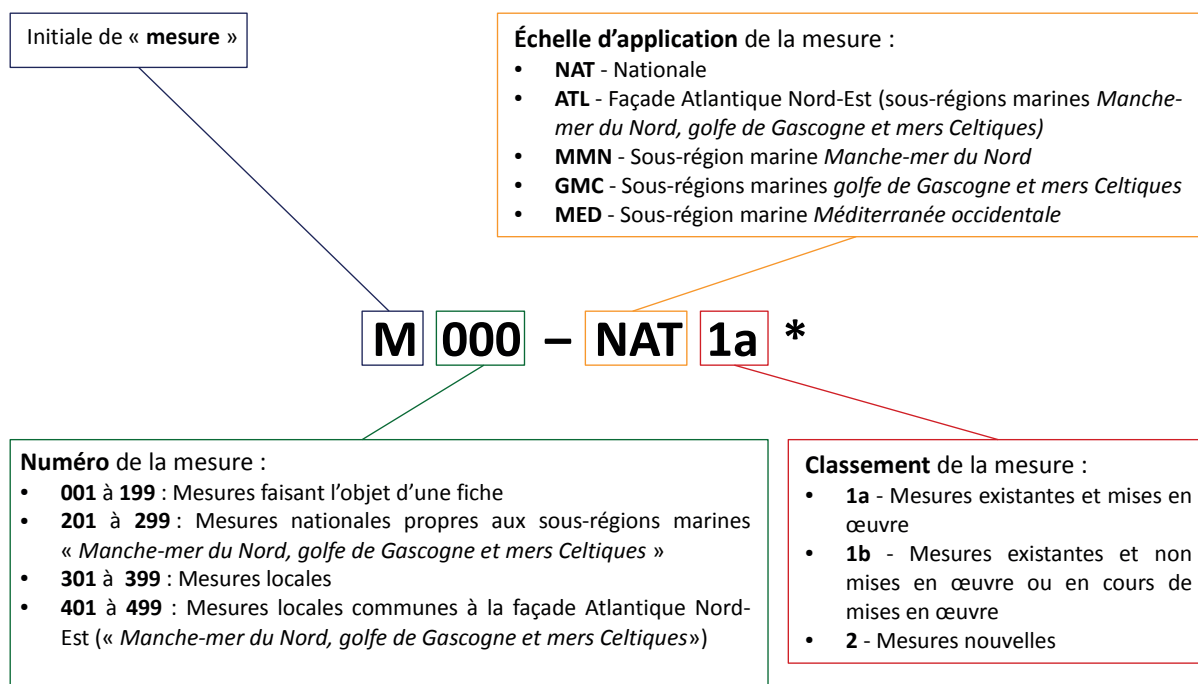 Initiale de « mesure »
Échelle d’application de la mesure :
• NAT - Nationale
• ATL - Façade Atlantique Nord-Est (sous-régions marines Manche-
mer du Nord, golfe de Gascogne et mers Celtiques)
• MMN - Sous-région marine Manche-mer du Nord
• GMC - Sous-régions marines golfe de Gascogne et mers Celtiques
• MED - Sous-région marine Méditerranée occidentale
M 000 – NAT 1a *
Numéro de la mesure :
• 001 à 199 : Mesures faisant l’objet d’une fiche
• 201 à 299 : Mesures nationales propres aux sous-régions marines
« Manche-mer du Nord, golfe de Gascogne et mers Celtiques »
• 301 à 399 : Mesures locales
• 401 à 499 : Mesures locales communes à la façade Atlantique Nord-
Est (« Manche-mer du Nord, golfe de Gascogne et mers Celtiques»)
Classement de la mesure :
• 1a - Mesures existantes et mises en
œuvre
• 1b - Mesures existantes et non
mises en œuvre ou en cours de
mises en œuvre
• 2 - Mesures nouvelles